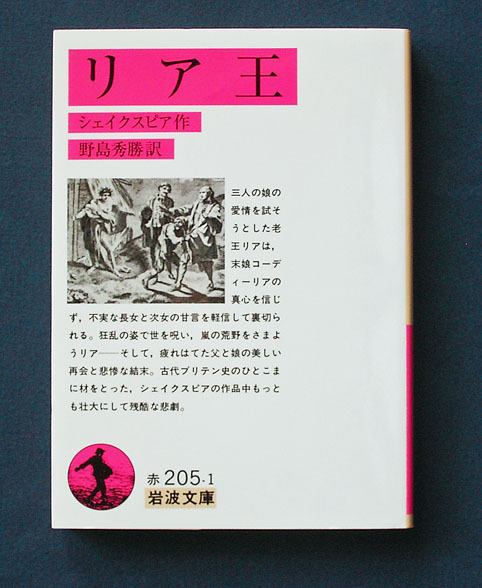 リア王
シェイクスピア作
野島秀勝訳
三人の娘の
愛情を試そ
うとした老
王リアは，
末娘コーデ
ィーリアの
真心を信じ
ず，不実な長女と次女の甘言を軽信して裏切ら
れる。狂乱の姿で世を呪い，嵐の荒野をさまよ
うリア──そして，疲れはてた父と娘の美しい
再会と悲惨な結末。古代ブリテン史のひとこま
に材をとった，シェイクスピアの作品中もっと
も壮大にして残酷な悲劇。
赤 205-1
岩波文庫